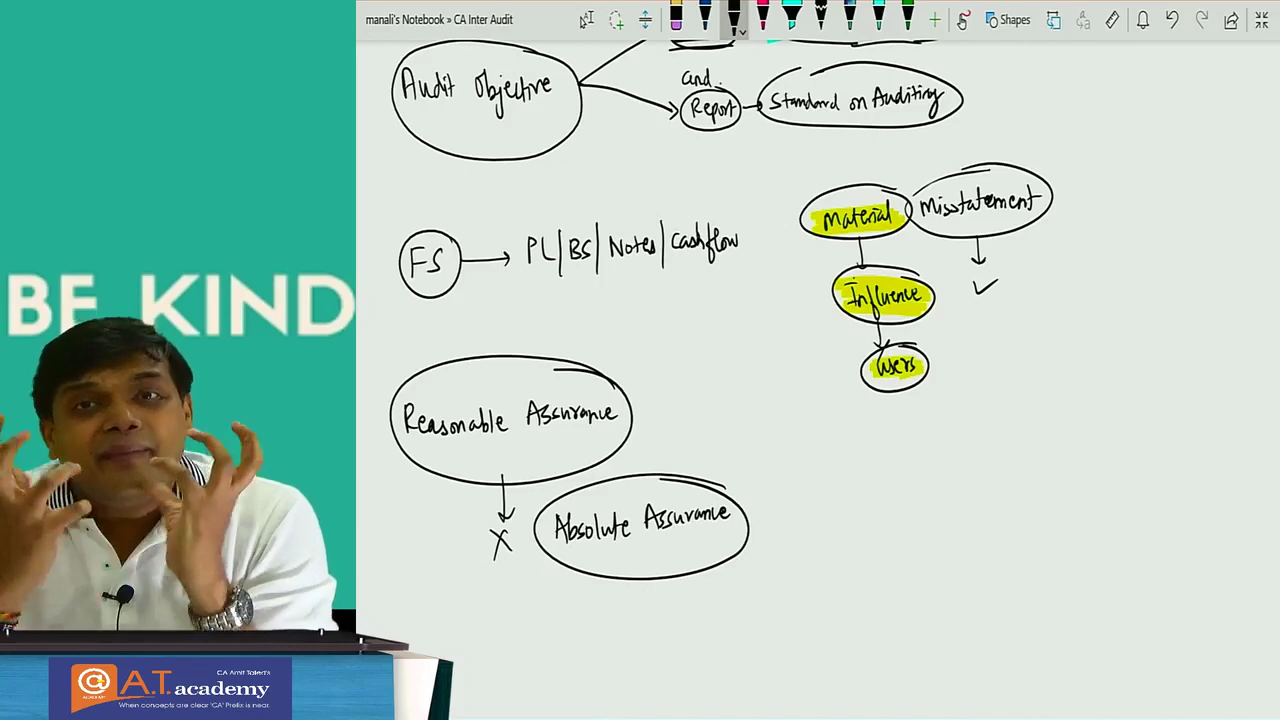 manali's Notebook » CA Inter Audit
Shapes
Audit Objective
and.
Report
Standard on Auditing
Material
Misstatement
FS
PL/BS/Notes/Cashflow
Influence
users
Reasonable Assurance
X
Absolute Assurance
BE KIND
CA Amit Talera's
@ A.T. academy
ACADEMY
When concepts are clear 'CA' Prefix is near.